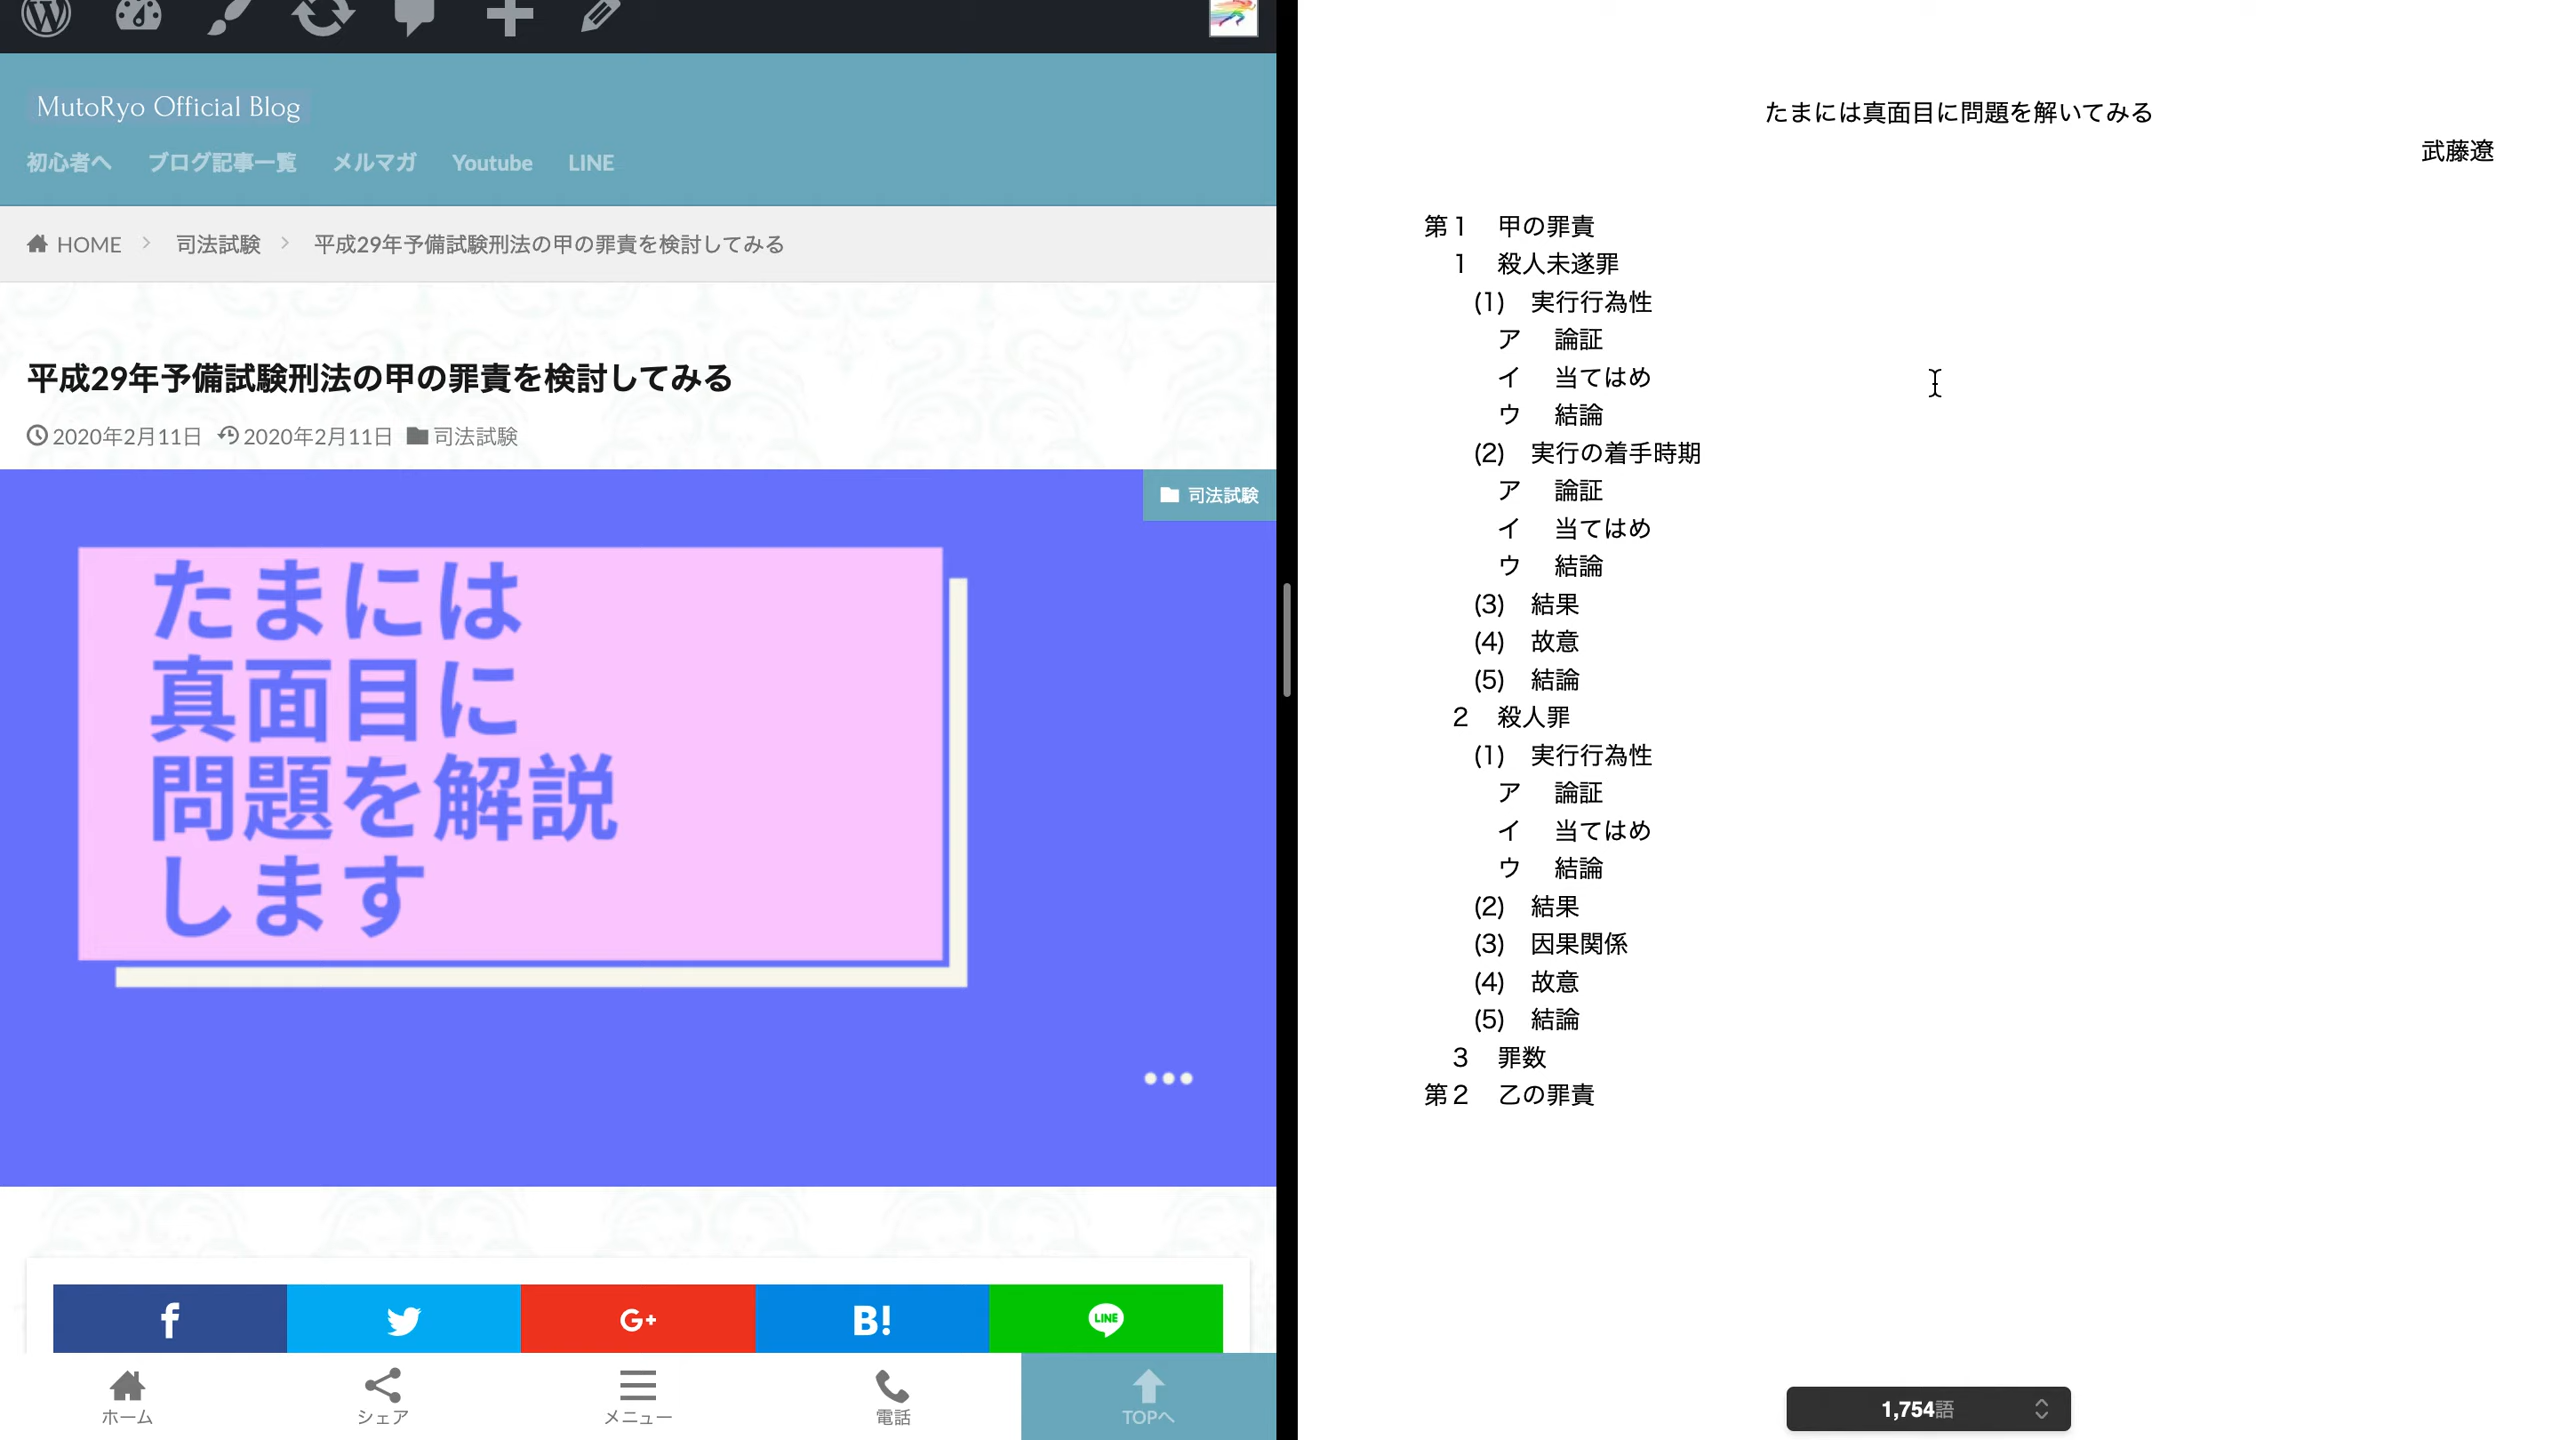 MutoRyo Official Blog
初心者へ ブログ記事一覧 メルマガ Youtube LINE
HOME 司法試験 平成29年予備試験刑法の甲の罪責を検討してみる
平成29年予備試験刑法の甲の罪責を検討してみる
2020年2月11日 2020年2月11日 司法試験
司法試験
たまには
真面目に
問題を解説
します
f G+ B! LINE
ホーム シェア メニュー 電話 TOPへ
たまには真面目に問題を解いてみる
武藤遼
第1 甲の罪責
1 殺人未遂罪
(1) 実行行為性
ア 論証
イ 当てはめ
ウ 結論
(2) 実行の着手時期
ア 論証
イ 当てはめ
ウ 結論
(3) 結果
(4) 故意
(5) 結論
2 殺人罪
(1) 実行行為性
ア 論証
イ 当てはめ
ウ 結論
(2) 結果
(3) 因果関係
(4) 故意
(5) 結論
3 罪数
第2 乙の罪責
1,754語